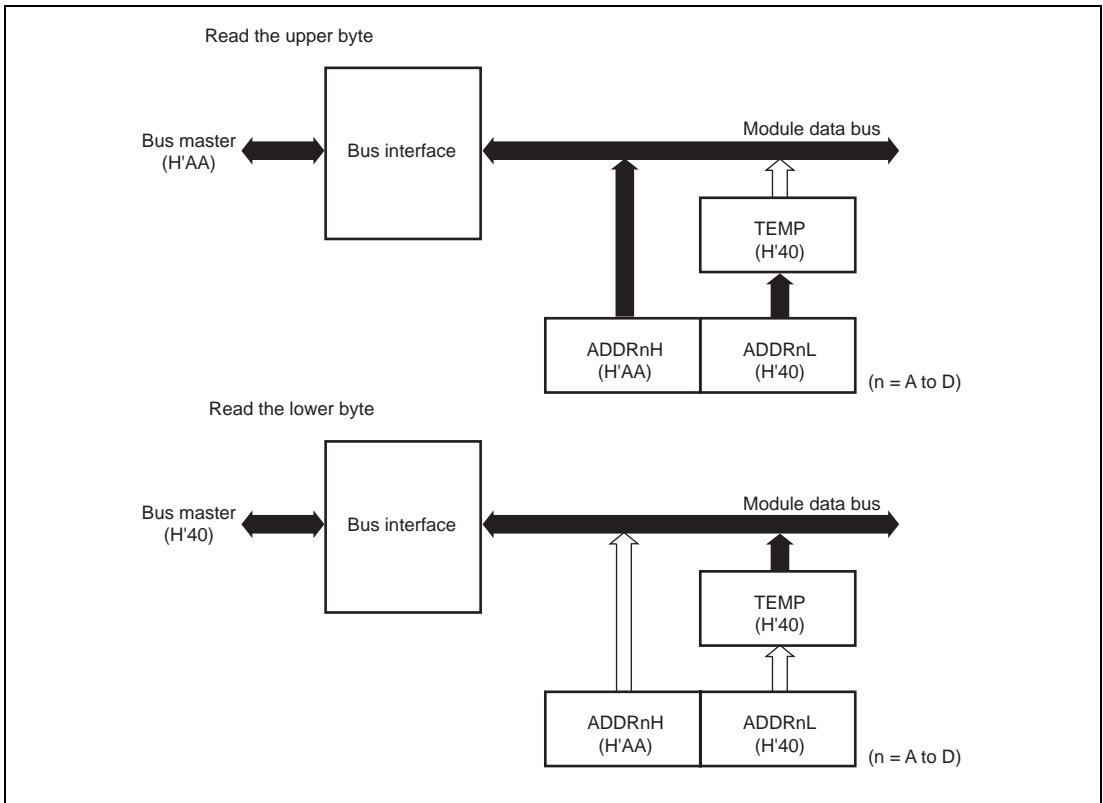 Read the upper byte
Bus master
(H'AA)
Bus interface
Module data bus
TEMP
(H'40)
ADDRnH
(H'AA)
ADDRnL
(H'40)
(n = A to D)
Read the lower byte
Bus master
(H'40)
Bus interface
Module data bus
TEMP
(H'40)
ADDRnH
(H'AA)
ADDRnL
(H'40)
(n = A to D)